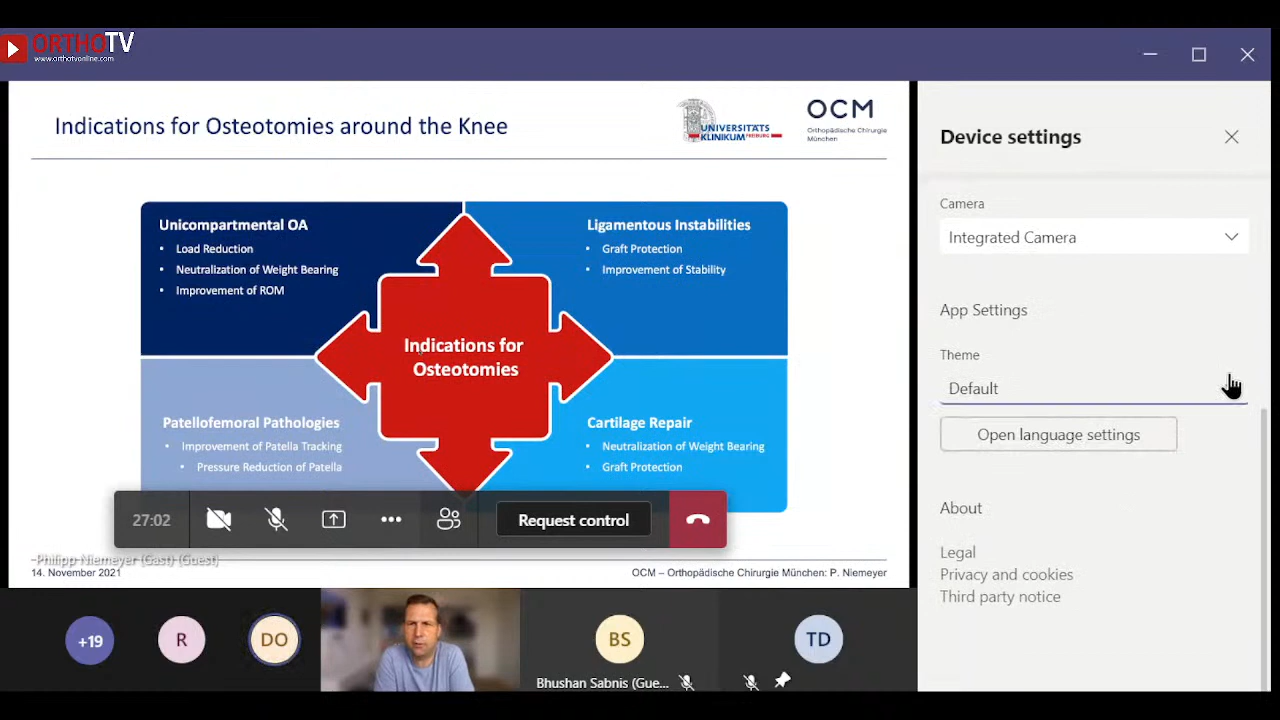 ORTHOTV
www.orthotvonline.com
Indications for Osteotomies around the Knee
UNIVERSITÄTS
KLINIKUM FREIBURG
OCM
Orthopädische Chirurgie
München
Unicompartmental OA
• Load Reduction
• Neutralization of Weight Bearing
• Improvement of ROM
Ligamentous Instabilities
• Graft Protection
• Improvement of Stability
Indications for
Osteotomies
Patellofemoral Pathologies
• Improvement of Patella Tracking
• Pressure Reduction of Patella
Cartilage Repair
• Neutralization of Weight Bearing
• Graft Protection
27:02
Request control
Philipp Niemeyer (Gast) (Guest)
14. November 2021
OCM – Orthopädische Chirurgie München: P. Niemeyer
+19
R
DO
BS
Bhushan Sabnis (Gue...
TD
Device settings
Camera
Integrated Camera
App Settings
Theme
Default
Open language settings
About
Legal
Privacy and cookies
Third party notice